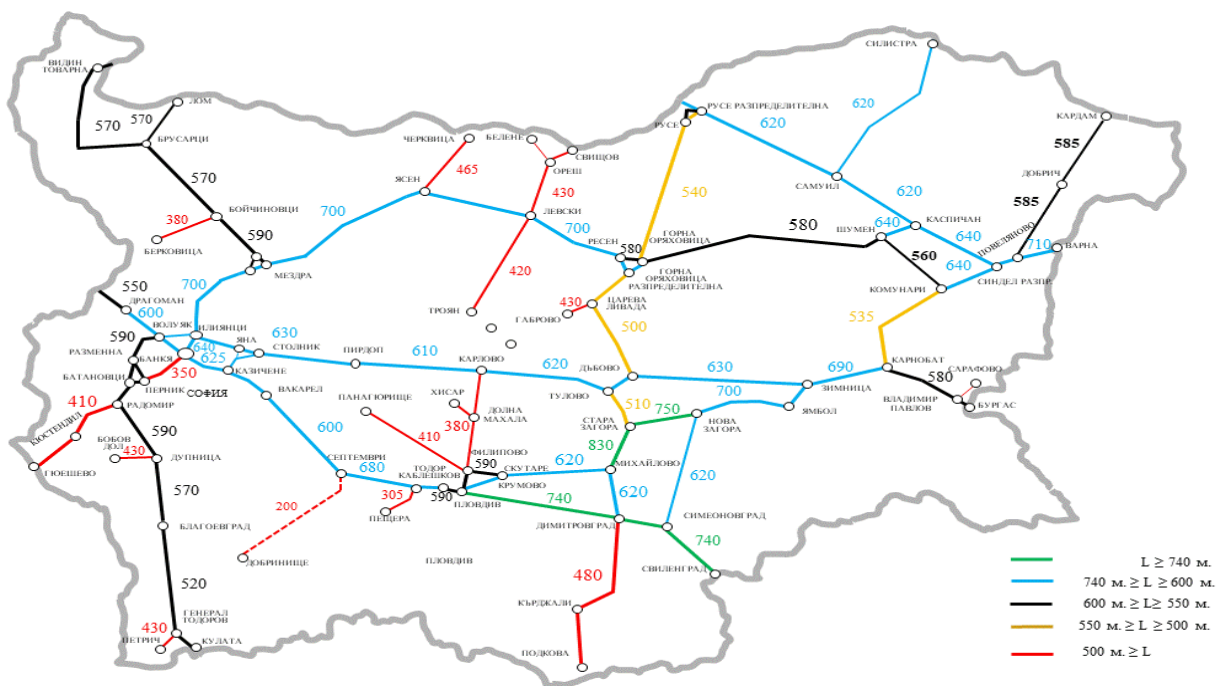 СИЛИСТРА
ВИДИН
ТОВАРНА
ЛОМ
570
570
БРУСАРЦИ
РУСЕ РАЗПРЕДЕЛИТЕЛНА
РУСЕ
620
620
КАРДАМ
ЧЕРКВИЦА
БЕЛЕНЕ
СВИЩОВ
585
465
ОРЕШ
570
ДОБРИЧ
ЯСЕН
430
540
САМУИЛ
585
БОЙЧИНОВЦИ
380
700
ЛЕВСКИ
620
КАСПИЧАН
БЕРКОВИЦА
590
700
РЕСЕН
580
ГОРНА
ОРЯХОВИЦА
580
ШУМЕН
640
640
ПОВЕЛЯНОВО
710
ВАРНА
МЕЗДРА
420
560
640
СИНДЕЛ РАЗПР.
ГОРНА
ОРЯХОВИЦА
РАЗПРЕДЕЛИТЕЛНА
КОМУНАРИ
700
550
ДРАГОМАН
600
ТРОЯН
430
ГАБРОВО
ЦАРЕВА
ЛИВАДА
535
ВОЛУЯК
ИЛИЯНЦИ
590
640
ЯНА
630
СТОЛНИК
500
РАЗМЕННА
БАНКЯ
625
КАЗИЧЕНЕ
350
ПИРДОП
610
КАРЛОВО
620
ДЪБОВО
630
690
КАРНОБАТ
580
САРАФОВО
БАТАНОВЦИ
ПЕРНИК
СОФИЯ
ВАКАРЕЛ
ХИСАР
ТУЛОВО
ЗИМНИЦА
700
ВЛАДИМИР
ПАВЛОВ
БУРГАС
410
РАДОМИР
ПАНАГЮРИЩЕ
ДОЛНА
МАХАЛА
380
510
750
ЯМБОЛ
КЮСТЕНДИЛ
СТАРА
ЗАГОРА
НОВА
ЗАГОРА
590
600
410
830
БОБОВ
ДОЛ
430
ДУПНИЦА
СЕПТЕМВРИ
ФИЛИПОВО
590
СКУТАРЕ
620
МИХАЙЛОВО
620
ГЮЕШЕВО
680
ТОДОР
КАБЛЕШКОВ
КРУМОВО
570
200
305
590
ПЛОВДИВ
740
620
ПЕЩЕРА
БЛАГОЕВГРАД
ДИМИТРОВГРАД
СИМЕОНОВГРАД
740
ДОБРИНИЩЕ
ПЛОВДИВ
СВИЛЕНГРАД
L ≥ 740 м.
520
480
740 м. ≥ L ≥ 600 м.
КЪРДЖАЛИ
600 м. ≥ L≥ 550 м.
ГЕНЕРАЛ
ТОДОРОВ
430
550 м. ≥ L ≥ 500 м.
ПЕТРИЧ
КУЛАТА
ПОДКОВА
500 м. ≥ L